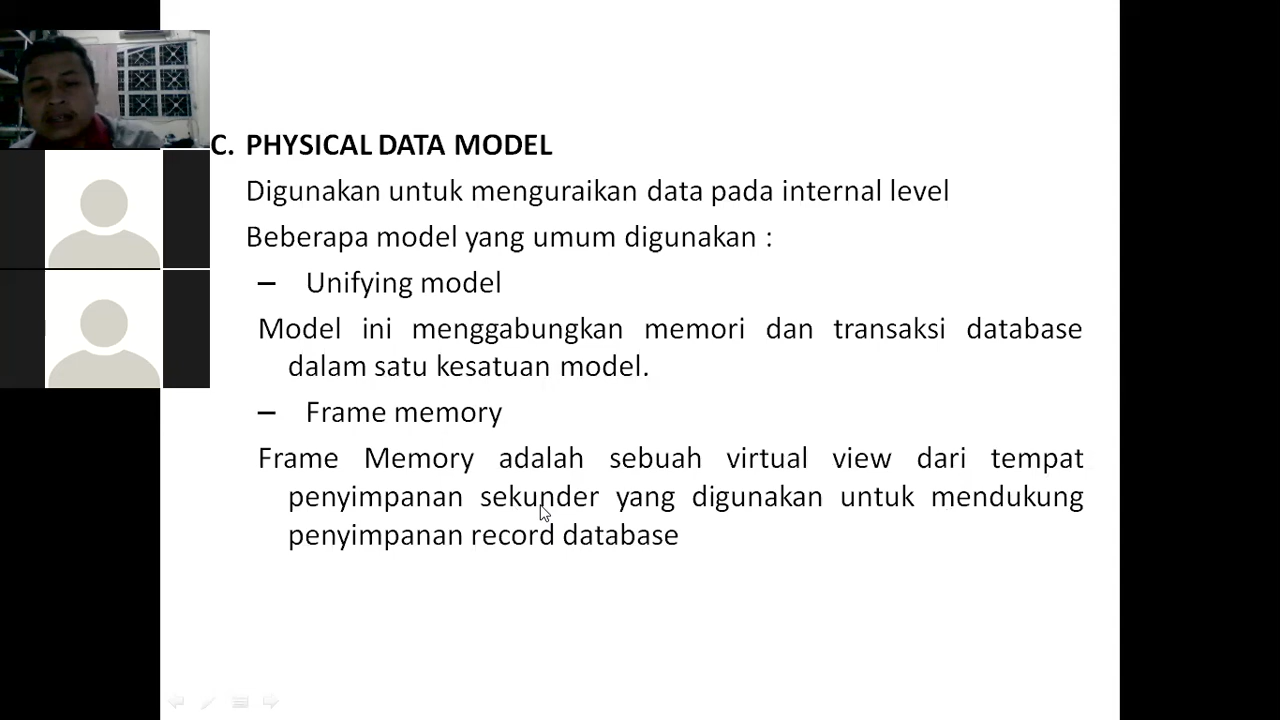 C. PHYSICAL DATA MODEL
Digunakan untuk menguraikan data pada internal level
Beberapa model yang umum digunakan :
– Unifying model
Model ini menggabungkan memori dan transaksi database
dalam satu kesatuan model.
– Frame memory
Frame Memory adalah sebuah virtual view dari tempat
penyimpanan sekunder yang digunakan untuk mendukung
penyimpanan record database